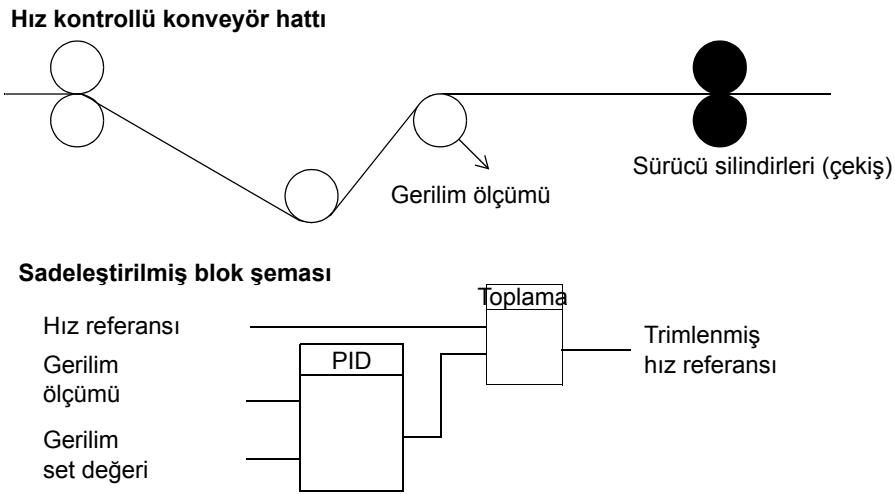 Hız kontrollü konveyör hattı
Sürücü silindirleri (çekiş)
Gerilim ölçümü
Sadeleştirilmiş blok şeması
Toplama
Hız referansı
Trimlenmiş
hız referansı
PID
Gerilim
ölçümü
Gerilim
set değeri